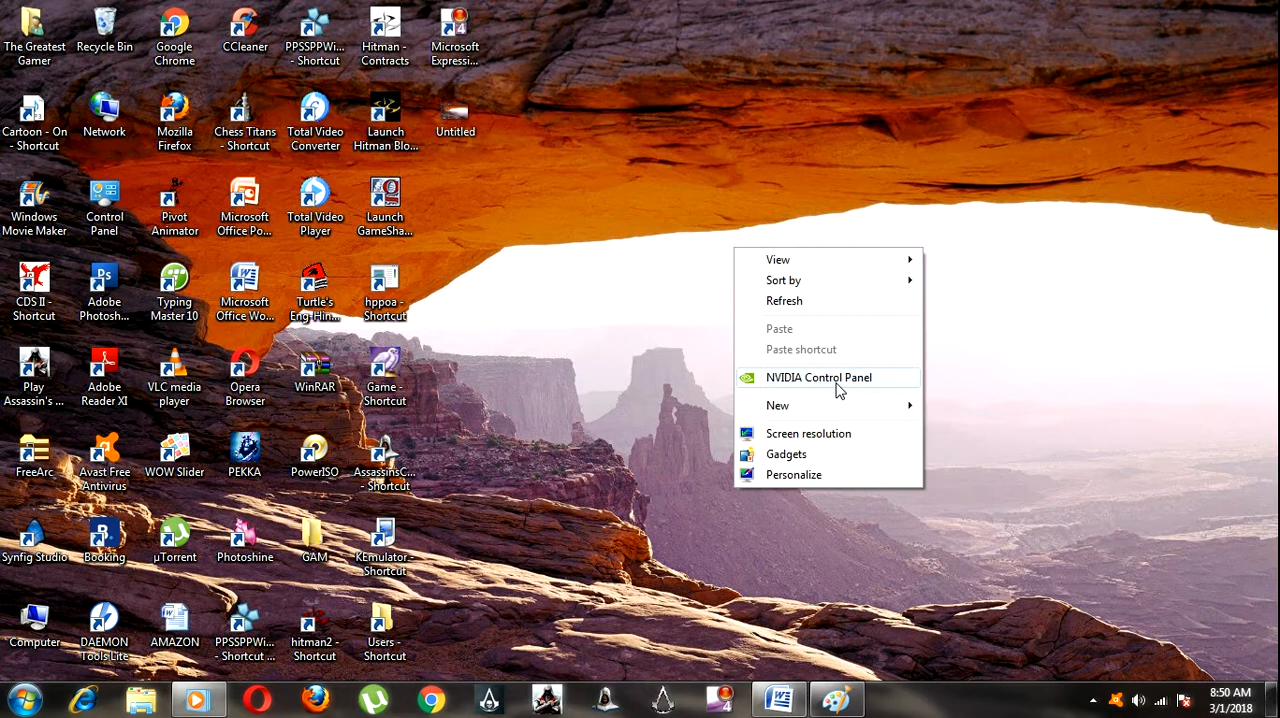 The Greatest
Gamer
Recycle Bin
Google
Chrome
CCleaner
PPSSPPWi...
- Shortcut
Hitman -
Contracts
Microsoft
Expressi...
Cartoon - On
- Shortcut
Network
Mozilla
Firefox
Chess Titans
- Shortcut
Total Video
Converter
Launch
Hitman Blo...
Untitled
Windows
Movie Maker
Control
Panel
Pivot
Animator
Microsoft
Office Po...
Total Video
Player
Launch
GameSha...
CDS II -
Shortcut
Adobe
Photosh...
Typing
Master 10
Microsoft
Office Wo...
Turtle's
Eng-Hin...
hppoa -
Shortcut
Play
Assassin's ...
Adobe
Reader XI
VLC media
player
Opera
Browser
WinRAR
Game -
Shortcut
FreeArc
Avast Free
Antivirus
WOW Slider
PEKKA
PowerISO
AssassinsC...
- Shortcut
Synfig Studio
Booking
µTorrent
Photoshine
GAM
KEmulator -
Shortcut
Computer
DAEMON
Tools Lite
AMAZON
PPSSPPWi...
- Shortcut ...
hitman2 -
Shortcut
Users -
Shortcut
View
Sort by
Refresh
Paste
Paste shortcut
NVIDIA Control Panel
New
Screen resolution
Gadgets
Personalize
8:50 AM
3/1/2018